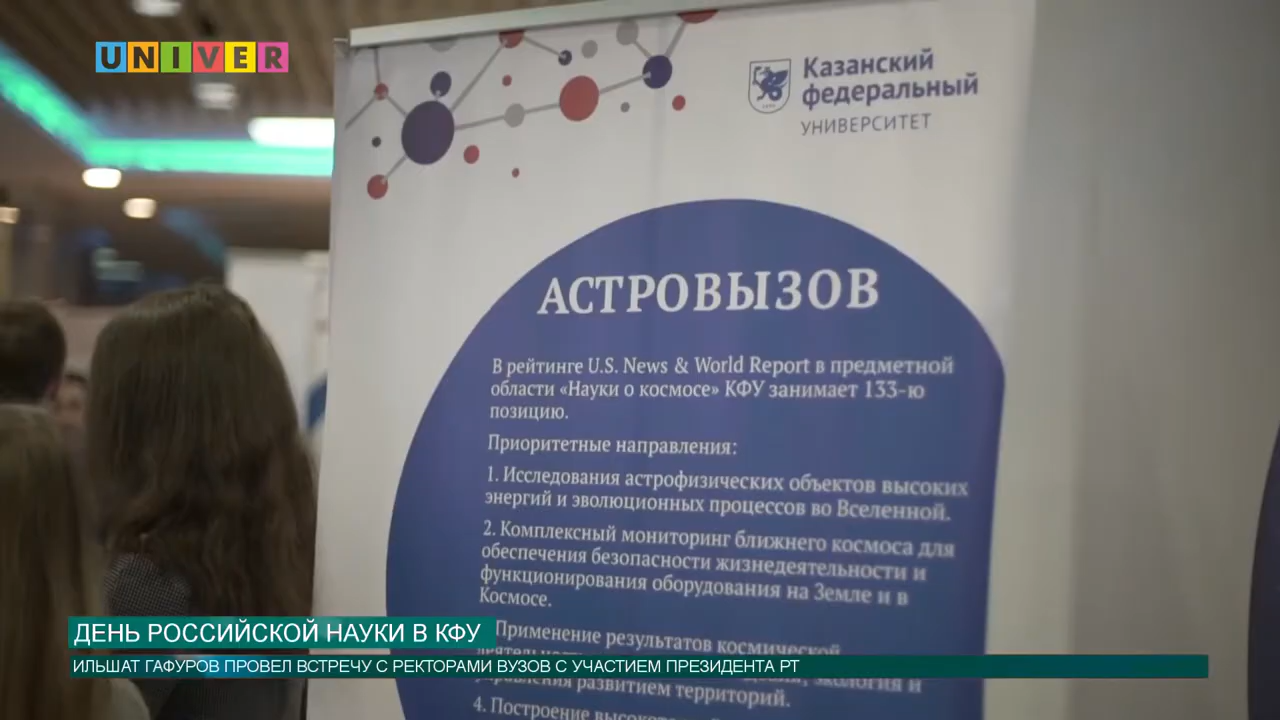 UNIVER
Казанский
федеральный
УНИВЕРСИТЕТ
АСТРОВЫЗОВ
В рейтинге U.S. News & World Report в предметной
области «Науки о космосе» КФУ занимает 133-ю
позицию.
Приоритетные направления:
1. Исследования астрофизических объектов высоких
энергий и эволюционных процессов во Вселенной.
2. Комплексный мониторинг ближнего космоса для
обеспечения безопасности жизнедеятельности и
функционирования оборудования на Земле и в
Космосе.
Применение результатов космической
экология и
управления развитием территорий.
4. Построение
ДЕНЬ РОССИЙСКОЙ НАУКИ В КФУ
ИЛЬШАТ ГАФУРОВ ПРОВЕЛ ВСТРЕЧУ С РЕКТОРАМИ ВУЗОВ С УЧАСТИЕМ ПРЕЗИДЕНТА РТ